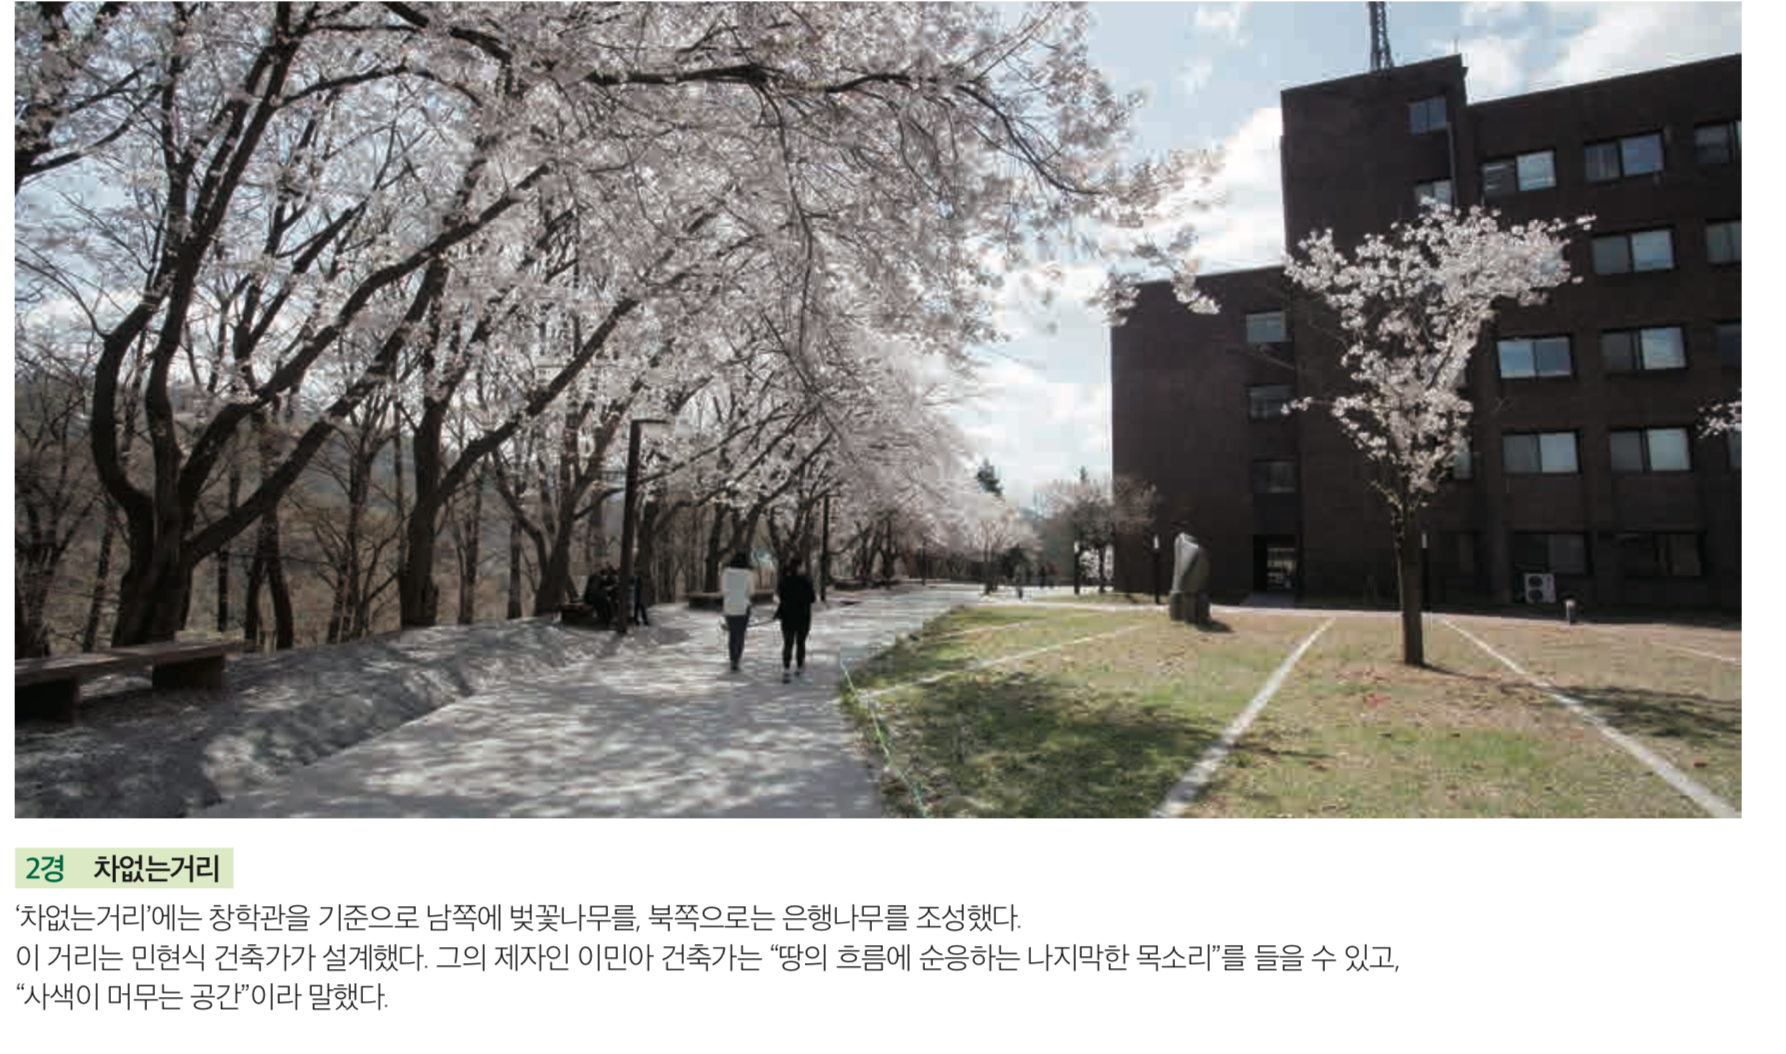 2경 차없는거리
‘차없는거리’에는 창학관을 기준으로 남쪽에 벚꽃나무를, 북쪽으로는 은행나무를 조성했다.
이 거리는 민현식 건축가가 설계했다. 그의 제자인 이민아 건축가는 “땅의 흐름에 순응하는 나지막한 목소리”를 들을 수 있고,
“사색이 머무는 공간”이라 말했다.